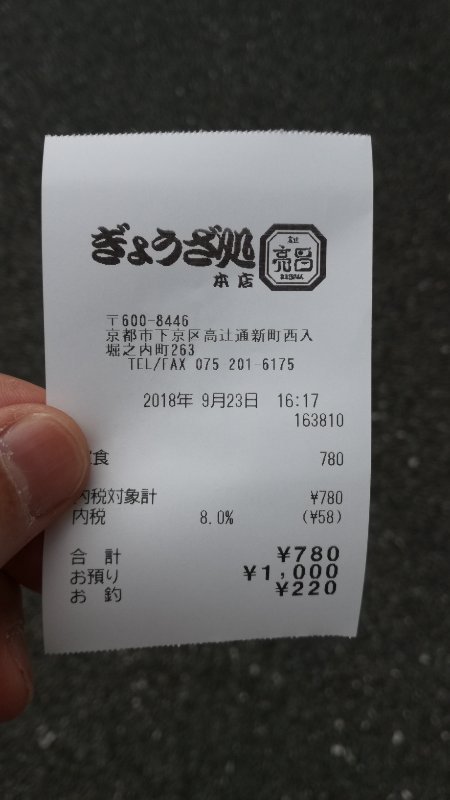 ぎょうざ処
亮昌
本店
〒600-8446
京都市下京区高辻通新町西入
堀之内町263
TEL/FAX 075 201-6175
2018年 9月23日 16:17
163810
食 780
内税対象計 ¥780
内税 8.0% (¥58)
合 計 ¥780
お預り ¥1,000
お 釣 ¥220